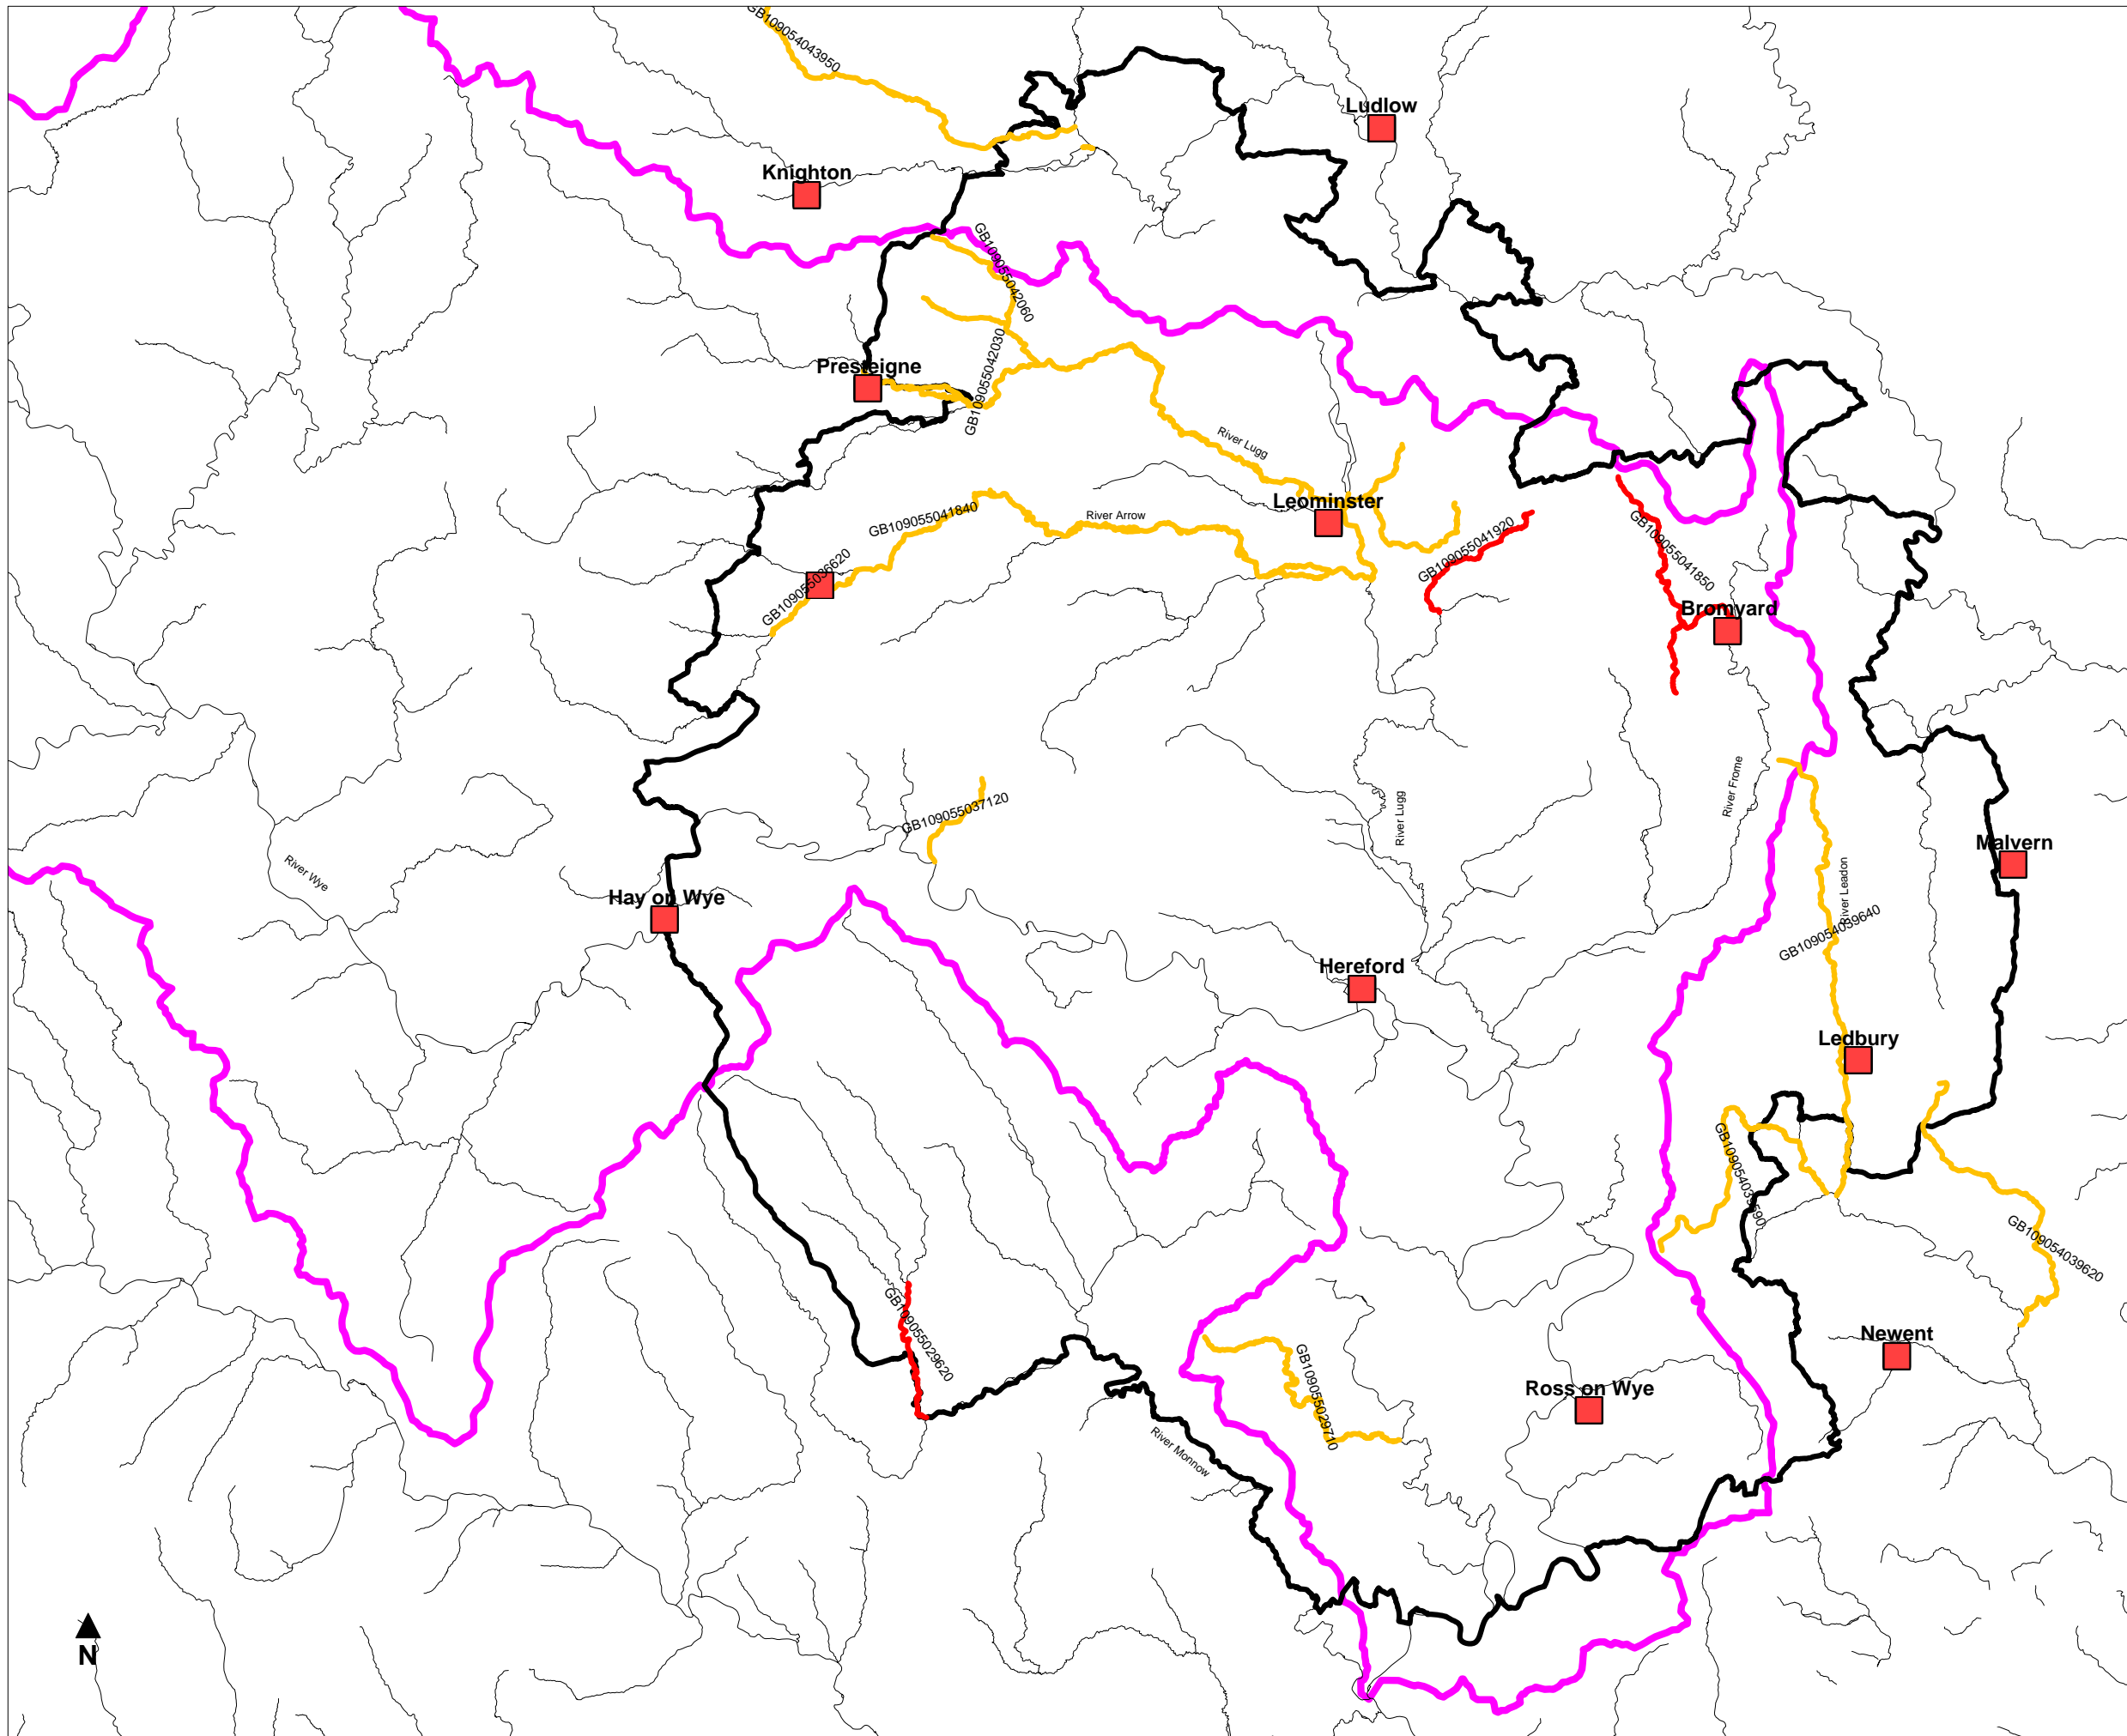 GB109054043950
Ludlow
Knighton
GB109055042060
GB109055042030
Presteigne
River Lugg
Leominster
GB109055041840
River Arrow
GB109055041920
GB109055041850
GB109055036620
Bromyard
GB109055037120
River Lugg
River Frome
River Leadon
Malvern
River Wye
Hay on Wye
GB109054039640
Hereford
Ledbury
GB109054039590
GB109054039620
GB109055029620
Newent
GB109055029710
Ross on Wye
River Monnow
N